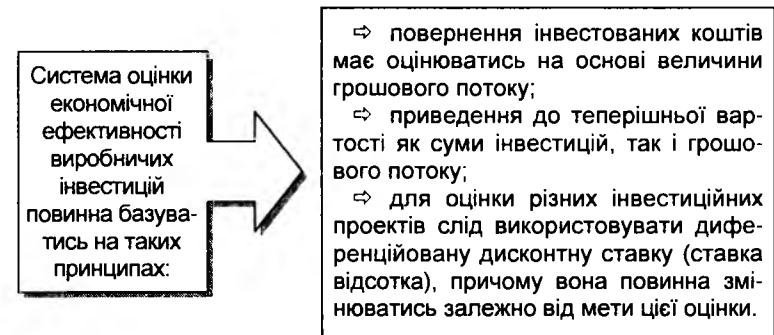 Система оцінки
економічної
ефективності
виробничих
інвестицій
повинна базува-
тись на таких
принципах:
⇨ повернення інвестованих коштів
має оцінюватись на основі величини
грошового потоку;
⇨ приведення до теперішньої вар-
тості як суми інвестицій, так і грошо-
вого потоку;
⇨ для оцінки різних інвестиційних
проектів слід використовувати дифе-
ренційовану дисконтну ставку (ставка
відсотка), причому вона повинна змі-
нюватись залежно від мети цієї оцінки.